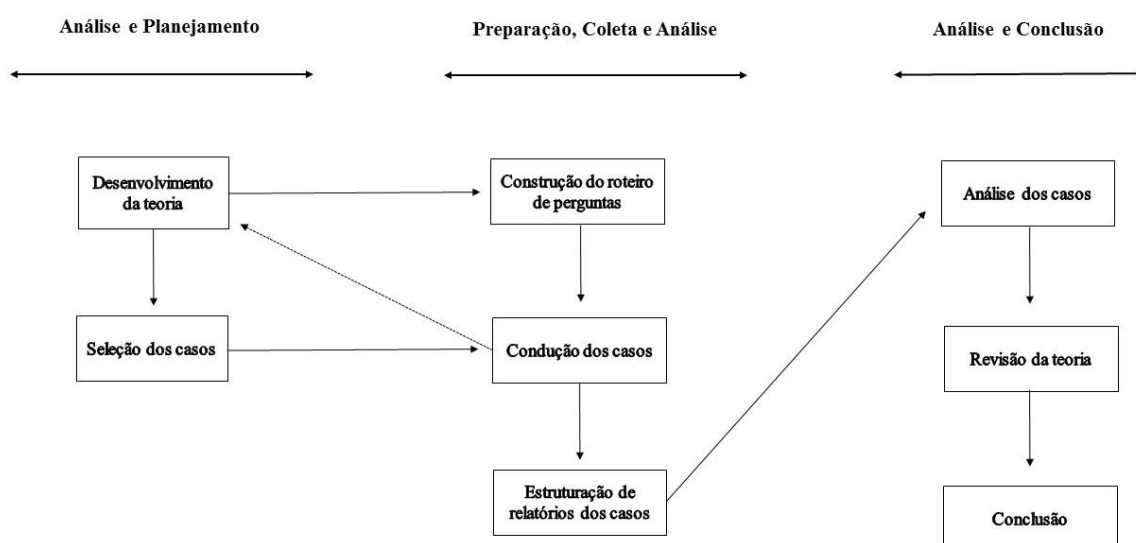 Análise e Planejamento
Preparação, Coleta e Análise
Análise e Conclusão
Desenvolvimento
da teoria
Construção do roteiro
de perguntas
Análise dos casos
Seleção dos casos
Condução dos casos
Revisão da teoria
Estruturação de
relatórios dos casos
Conclusão